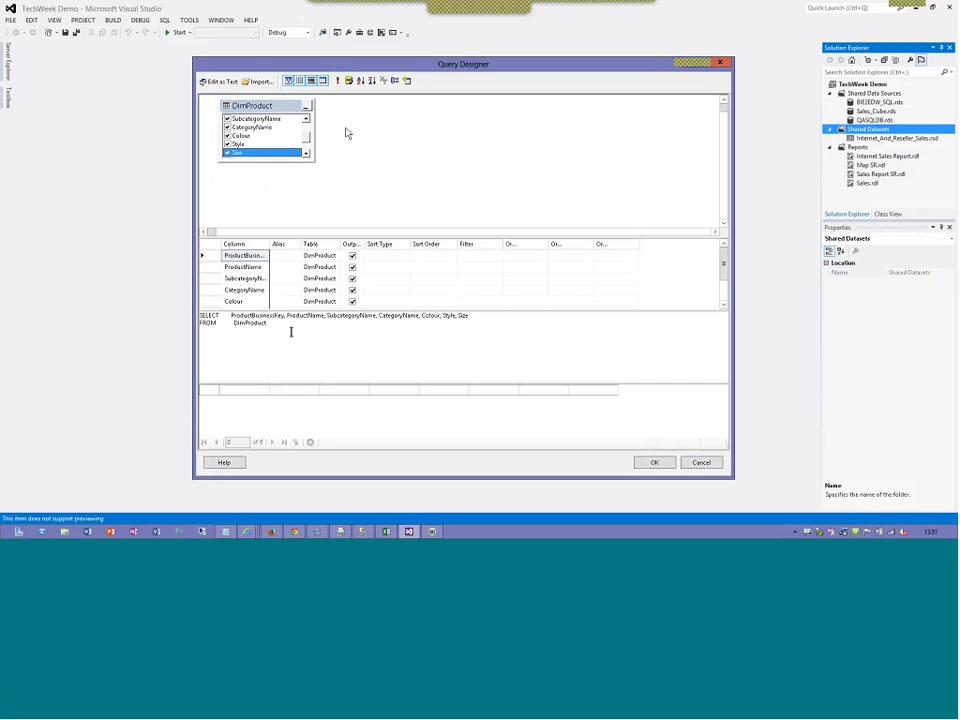 TechWeek Demo - Microsoft Visual Studio
Quick Launch (Ctrl+Q)
FILE EDIT VIEW PROJECT BUILD DEBUG SQL TOOLS WINDOW HELP
Start
Debug
Server Explorer
Toolbox
Query Designer
Edit as Text Import...
DimProduct
SubcategoryName
CategoryName
Colour
Style
Size
Column Alias Table Outp... Sort Type Sort Order Filter Or... Or... Or...
ProductBusin... DimProduct
ProductName DimProduct
SubcategoryN... DimProduct
CategoryName DimProduct
Colour DimProduct
SELECT ProductBusinessKey, ProductName, SubcategoryName, CategoryName, Colour, Style, Size
FROM DimProduct
0 of 0
Help
OK
Cancel
Solution Explorer
Search Solution Explorer (Ctrl+;)
TechWeek Demo
Shared Data Sources
BIE2EDW_SQL.rds
Sales_Cube.rds
QASQLDB.rds
Shared Datasets
Internet_And_Reseller_Sales.rsd
Reports
Internet Sales Report.rdl
Map SR.rdl
Sales Report SR.rdl
Sales.rdl
Solution Explorer Class View
Properties
Shared Datasets
Location
Name Shared Datasets
Name
Specifies the name of the folder.
This item does not support previewing
13:51